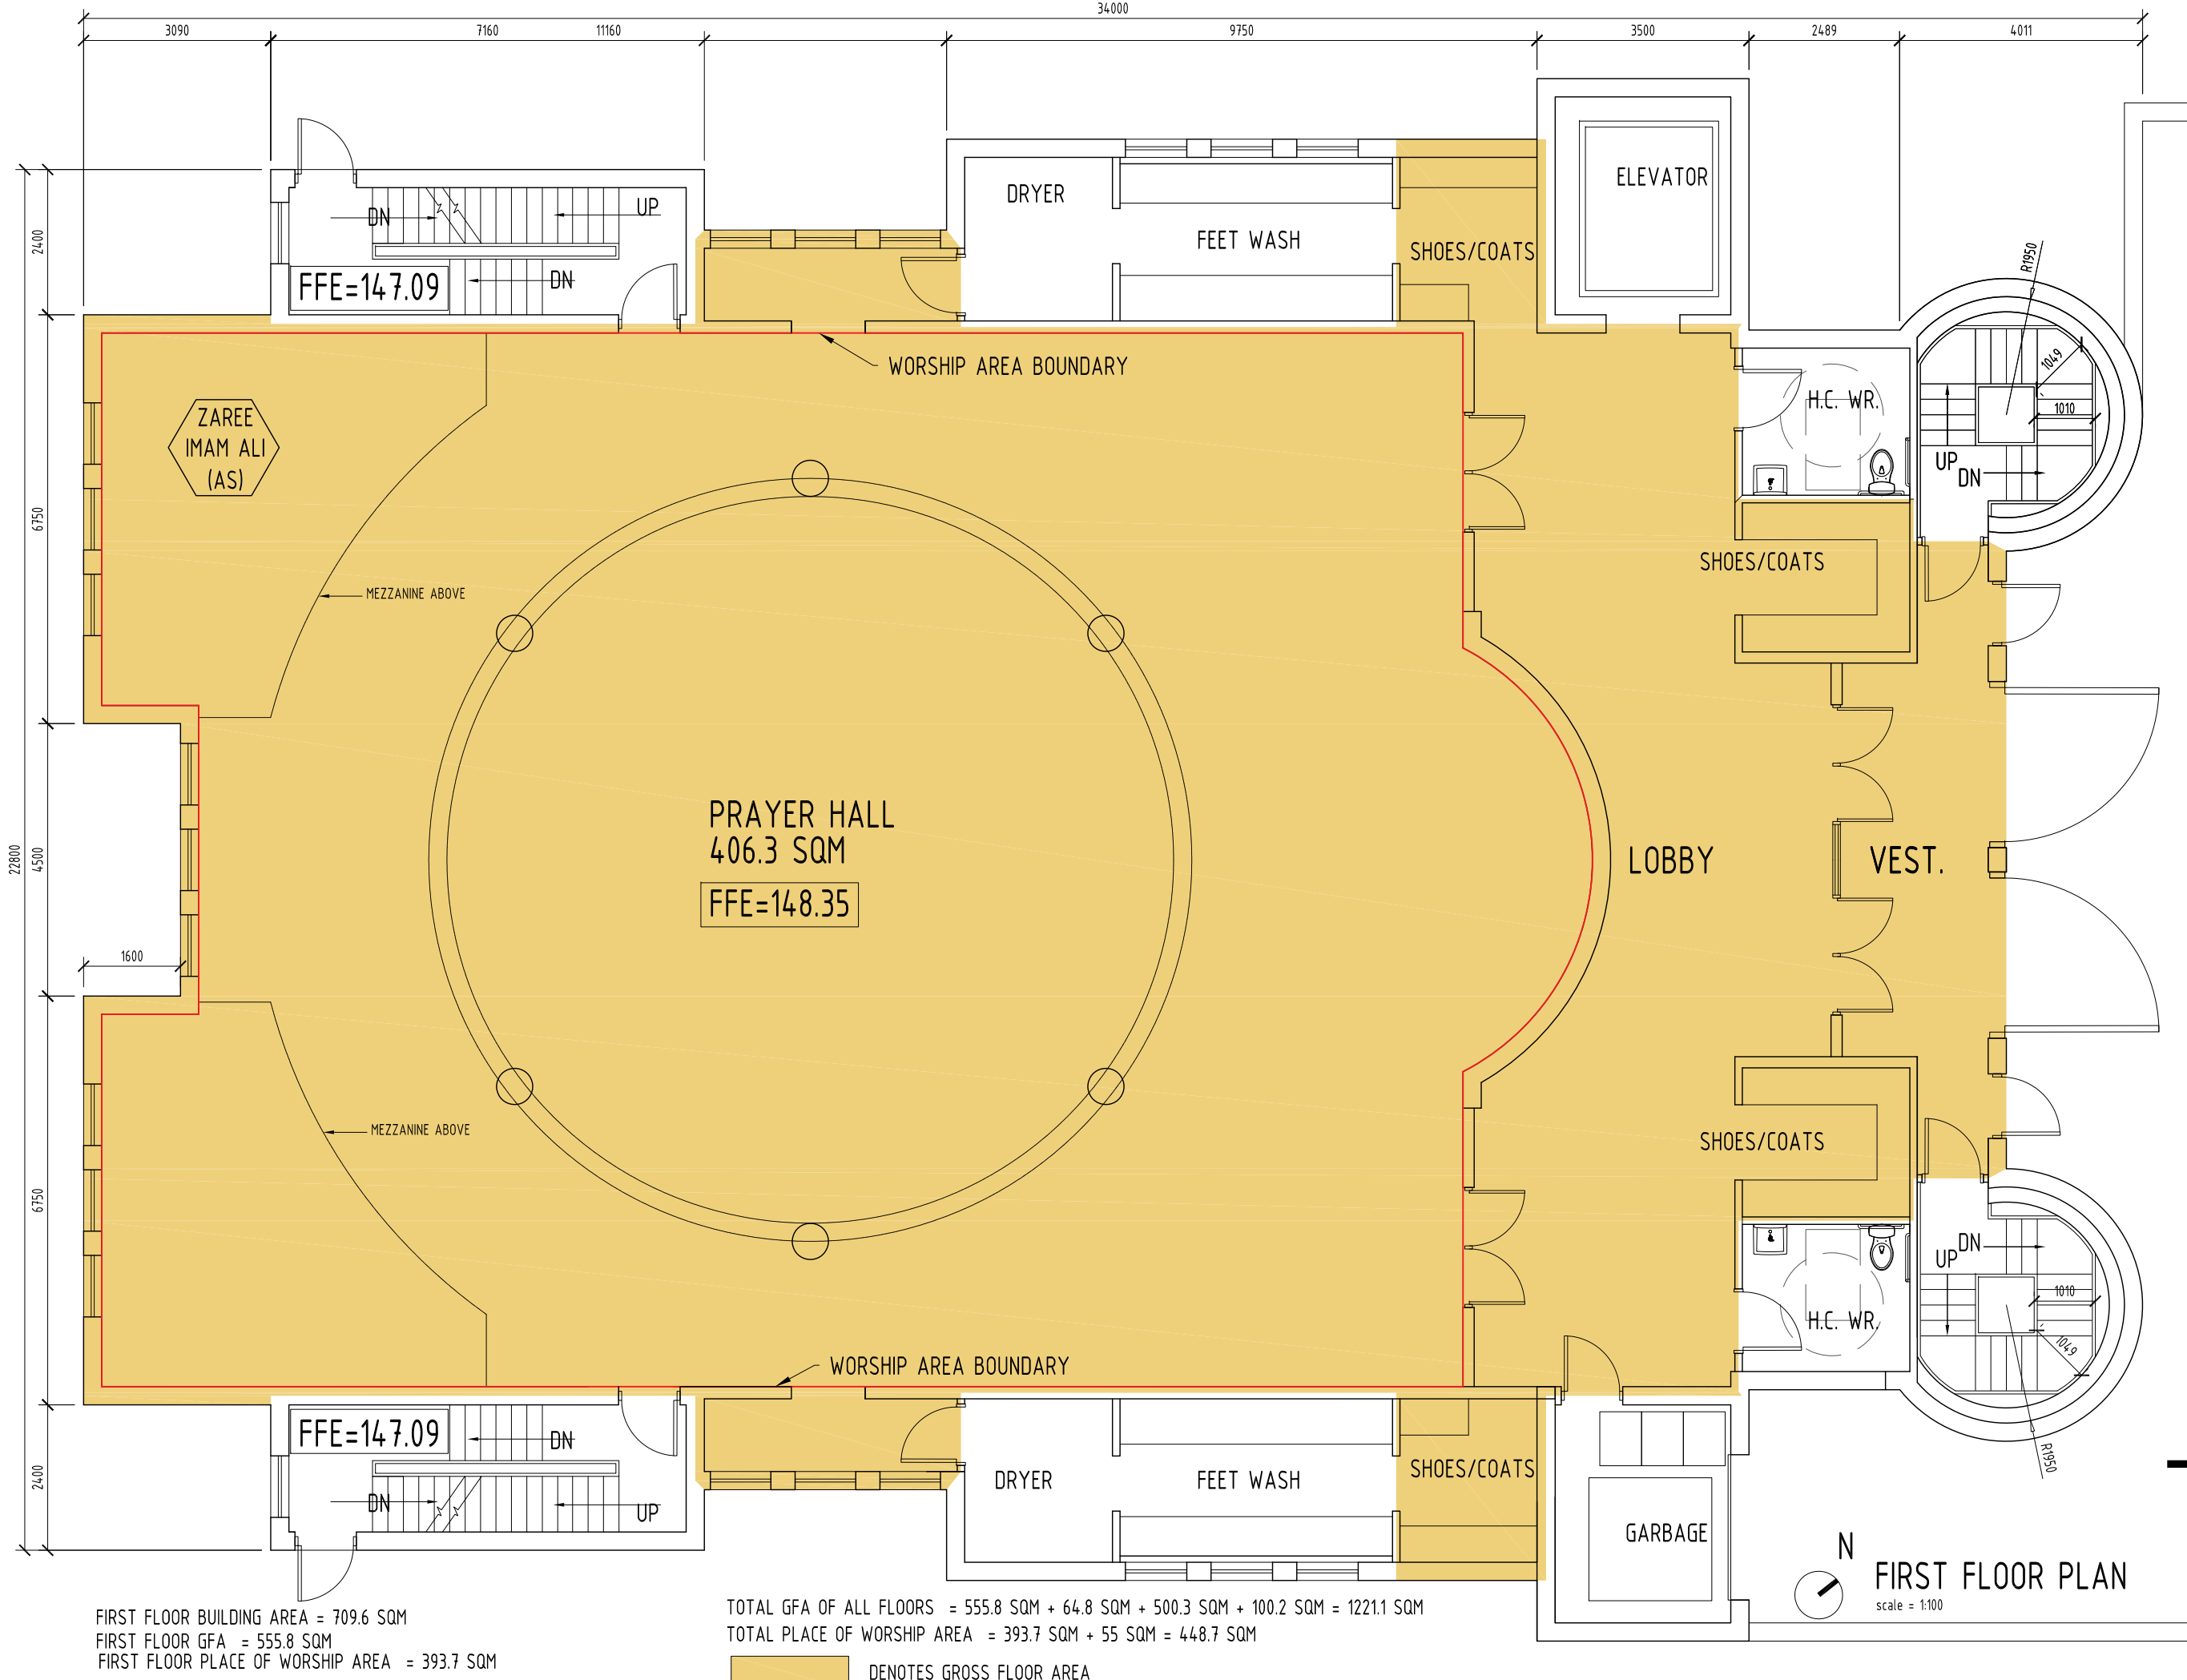 34000
3090
7160
11160
9750
3500
2489
4011
2400
6750
22800
4500
6750
2400
1600
DN
UP
DN
FFE=147.09
DRYER
FEET WASH
SHOES/COATS
ELEVATOR
R1950
1049
1010
UP
DN
H.C. WR.
WORSHIP AREA BOUNDARY
ZAREE
IMAM ALI
(AS)
MEZZANINE ABOVE
SHOES/COATS
PRAYER HALL
406.3 SQM
FFE=148.35
LOBBY
VEST.
MEZZANINE ABOVE
SHOES/COATS
H.C. WR.
UP
DN
1010
1049
R1950
WORSHIP AREA BOUNDARY
FFE=147.09
DN
DN
UP
DRYER
FEET WASH
SHOES/COATS
GARBAGE
N
FIRST FLOOR PLAN
scale = 1:100
FIRST FLOOR BUILDING AREA = 709.6 SQM
FIRST FLOOR GFA = 555.8 SQM
FIRST FLOOR PLACE OF WORSHIP AREA = 393.7 SQM
TOTAL GFA OF ALL FLOORS = 555.8 SQM + 64.8 SQM + 500.3 SQM + 100.2 SQM = 1221.1 SQM
TOTAL PLACE OF WORSHIP AREA = 393.7 SQM + 55 SQM = 448.7 SQM
DENOTES GROSS FLOOR AREA